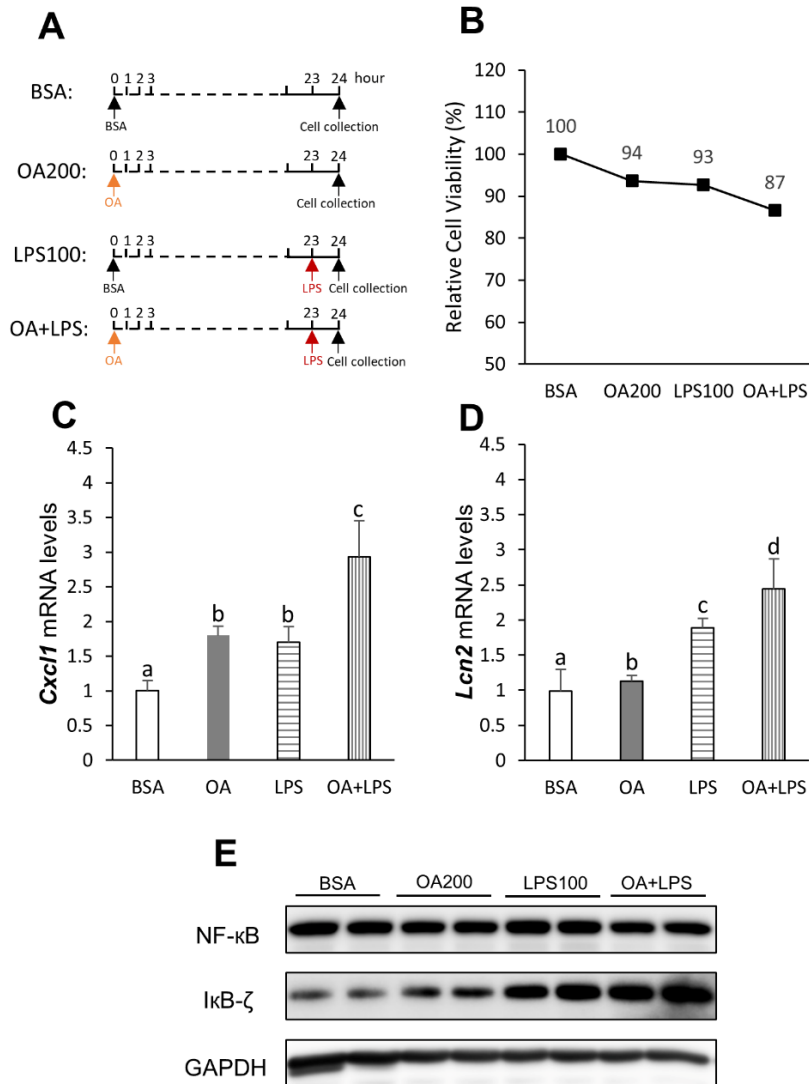 A
0 1 2 3 23 24 hour
BSA:
BSA Cell collection
0 1 2 3 23 24
OA200:
OA Cell collection
0 1 2 3 23 24
LPS100:
BSA LPS Cell collection
0 1 2 3 23 24
OA+LPS:
OA LPS Cell collection
B
Relative Cell Viability (%)
120
110
100
90
80
70
60
50
100
94
93
87
BSA OA200 LPS100 OA+LPS
C
Cxcl1 mRNA levels
4.5
4
3.5
3
2.5
2
1.5
1
0.5
0
a
b
b
c
BSA OA LPS OA+LPS
D
Lcn2 mRNA levels
4.5
4
3.5
3
2.5
2
1.5
1
0.5
0
a
b
c
d
BSA OA LPS OA+LPS
E
BSA OA200 LPS100 OA+LPS
NF-κB
IκB-ζ
GAPDH